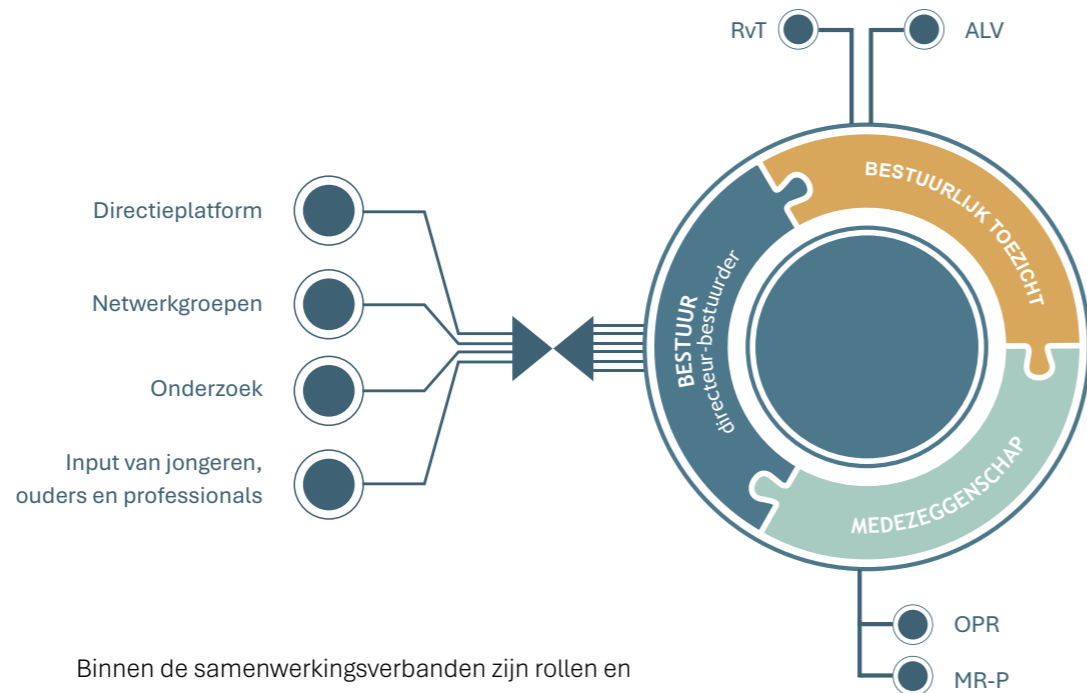 RvT
ALV
BESTUURLIJK TOEZICHT
Directieplatform
Netwerkgroepen
Onderzoek
Input van jongeren,
ouders en professionals
BESTUUR
directeur-bestuurder
MEDEZEGGENSCHAP
OPR
MR-P
Binnen de samenwerkingsverbanden zijn rollen en